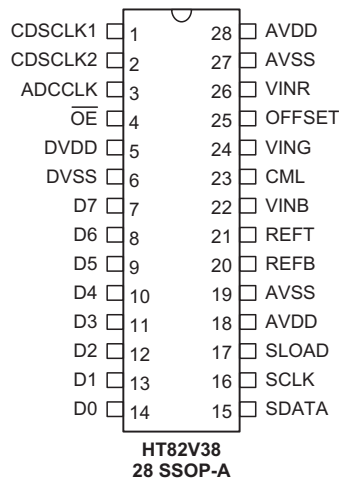 CDSCLK1 1 28 AVDD
CDSCLK2 2 27 AVSS
ADCCLK 3 26 VINR
OE 4 25 OFFSET
DVDD 5 24 VING
DVSS 6 23 CML
D7 7 22 VINB
D6 8 21 REFT
D5 9 20 REFB
D4 10 19 AVSS
D3 11 18 AVDD
D2 12 17 SLOAD
D1 13 16 SCLK
D0 14 15 SDATA
HT82V38
28 SSOP-A